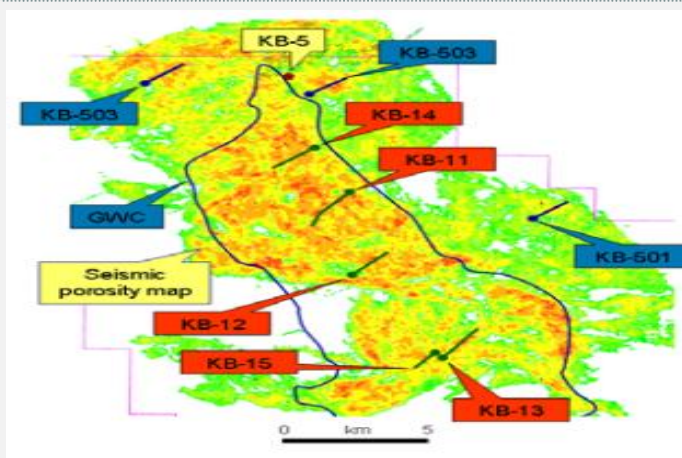 KB-5
KB-503
KB-503
KB-14
KB-11
GWC
KB-501
Seismic
porosity map
KB-12
KB-15
KB-13
0 km 5